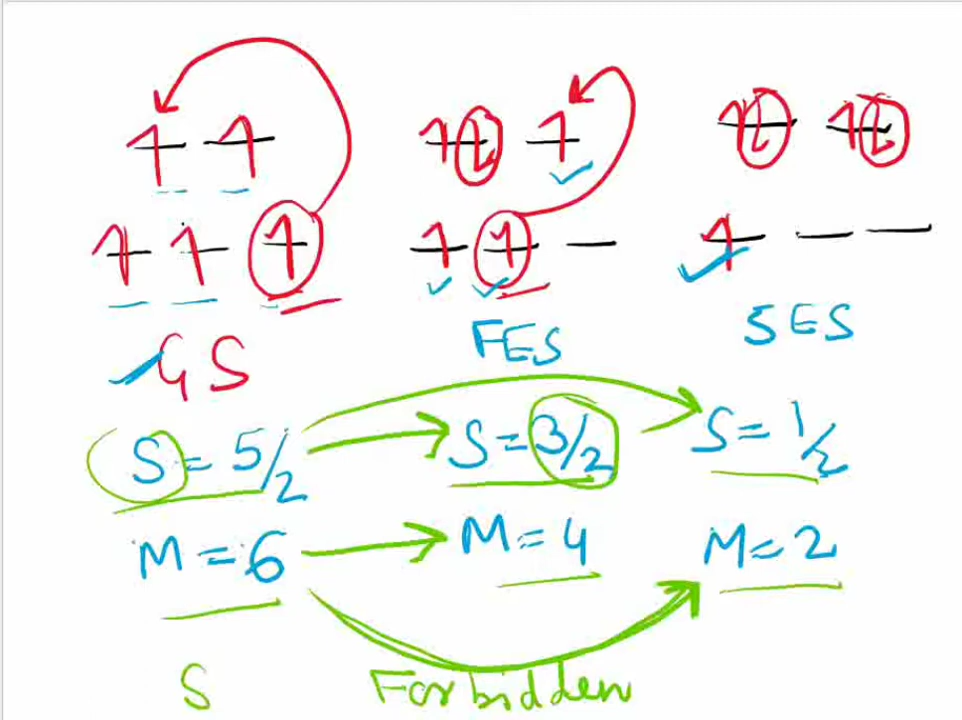 GS FES SES
S = 5/2 S = 3/2 S = 1/2
M = 6 M = 4 M = 2
S Forbidden